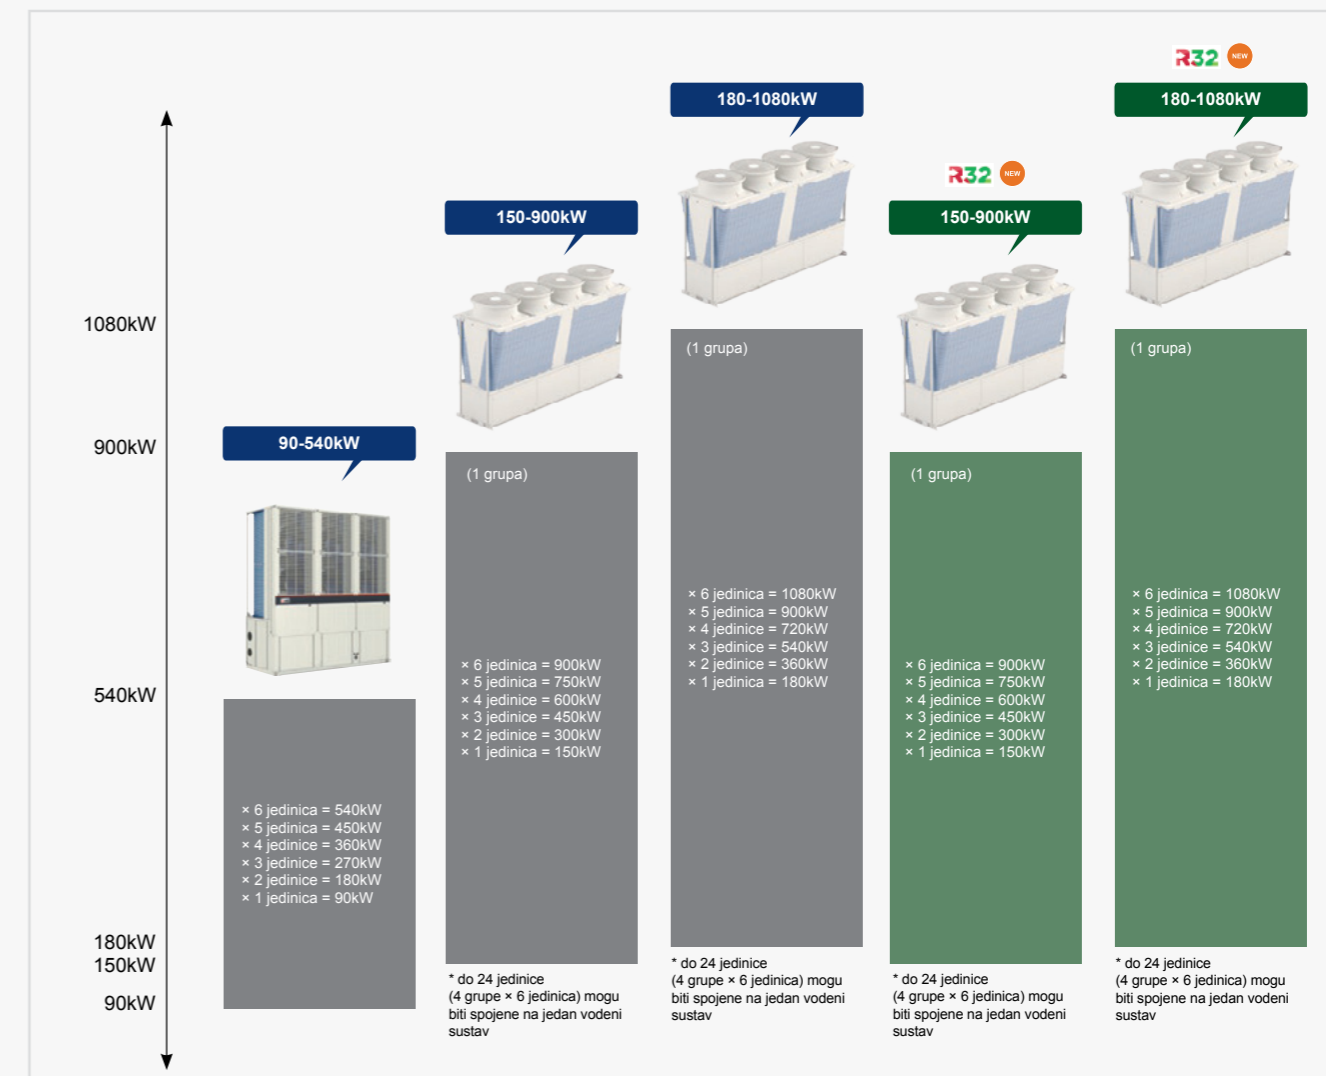 1080kW
900kW
540kW
180kW
150kW
90kW
90-540kW
× 6 jedinica = 540kW
× 5 jedinica = 450kW
× 4 jedinice = 360kW
× 3 jedinice = 270kW
× 2 jedinice = 180kW
× 1 jedinica = 90kW
150-900kW
(1 grupa)
× 6 jedinica = 900kW
× 5 jedinica = 750kW
× 4 jedinice = 600kW
× 3 jedinice = 450kW
× 2 jedinice = 300kW
× 1 jedinica = 150kW
* do 24 jedinice
(4 grupe × 6 jedinica) mogu
biti spojene na jedan vodeni
sustav
180-1080kW
(1 grupa)
× 6 jedinica = 1080kW
× 5 jedinica = 900kW
× 4 jedinice = 720kW
× 3 jedinice = 540kW
× 2 jedinice = 360kW
× 1 jedinica = 180kW
* do 24 jedinice
(4 grupe × 6 jedinica) mogu
biti spojene na jedan vodeni
sustav
R32 NEW
150-900kW
(1 grupa)
× 6 jedinica = 900kW
× 5 jedinica = 750kW
× 4 jedinice = 600kW
× 3 jedinice = 450kW
× 2 jedinice = 300kW
× 1 jedinica = 150kW
* do 24 jedinice
(4 grupe × 6 jedinica) mogu
biti spojene na jedan vodeni
sustav
R32 NEW
180-1080kW
(1 grupa)
× 6 jedinica = 1080kW
× 5 jedinica = 900kW
× 4 jedinice = 720kW
× 3 jedinice = 540kW
× 2 jedinice = 360kW
× 1 jedinica = 180kW
* do 24 jedinice
(4 grupe × 6 jedinica) mogu
biti spojene na jedan vodeni
sustav